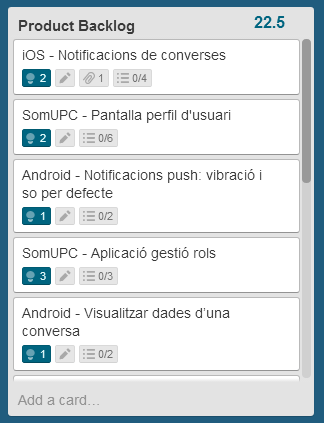 Product Backlog 22.5
iOS - Notificacions de converses
2 1 0/4
SomUPC - Pantalla perfil d'usuari
2 0/6
Android - Notificacions push: vibració i
so per defecte
1 0/2
SomUPC - Aplicació gestió rols
3 0/3
Android - Visualitzar dades d'una
conversa
1 0/2
Add a card...